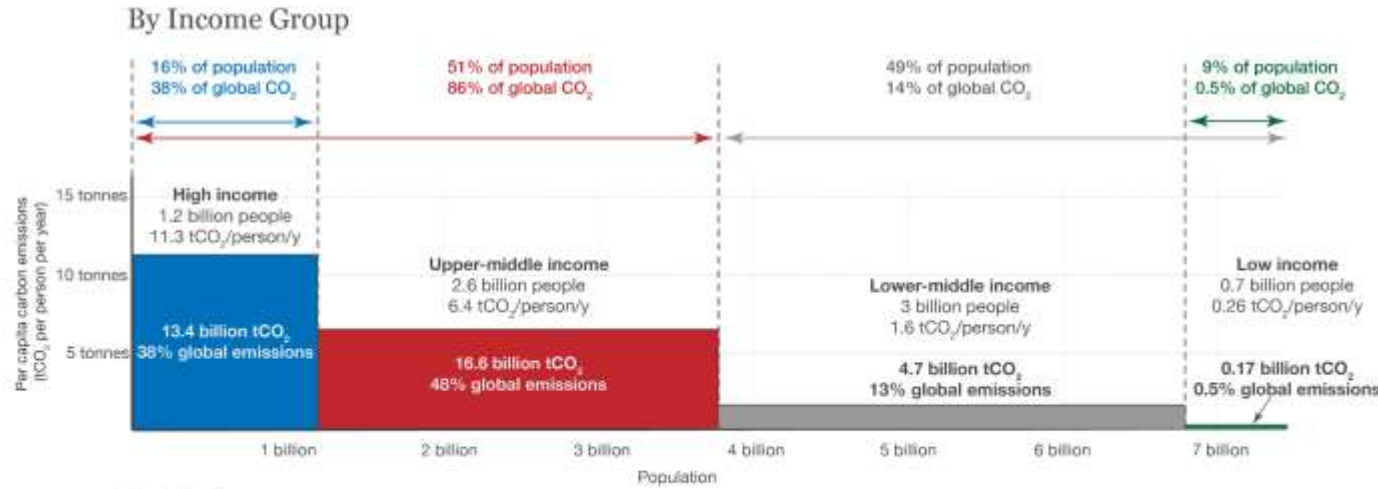 By Income Group
16% of population
38% of global CO₂
51% of population
86% of global CO₂
49% of population
14% of global CO₂
9% of population
0.5% of global CO₂
Per capita carbon emissions
(tCO₂ per person per year)
15 tonnes
10 tonnes
5 tonnes
High income
1.2 billion people
11.3 tCO₂/person/y
13.4 billion tCO₂
38% global emissions
Upper-middle income
2.6 billion people
6.4 tCO₂/person/y
16.6 billion tCO₂
48% global emissions
Lower-middle income
3 billion people
1.6 tCO₂/person/y
4.7 billion tCO₂
13% global emissions
Low income
0.7 billion people
0.26 tCO₂/person/y
0.17 billion tCO₂
0.5% global emissions
1 billion
2 billion
3 billion
4 billion
5 billion
6 billion
7 billion
Population